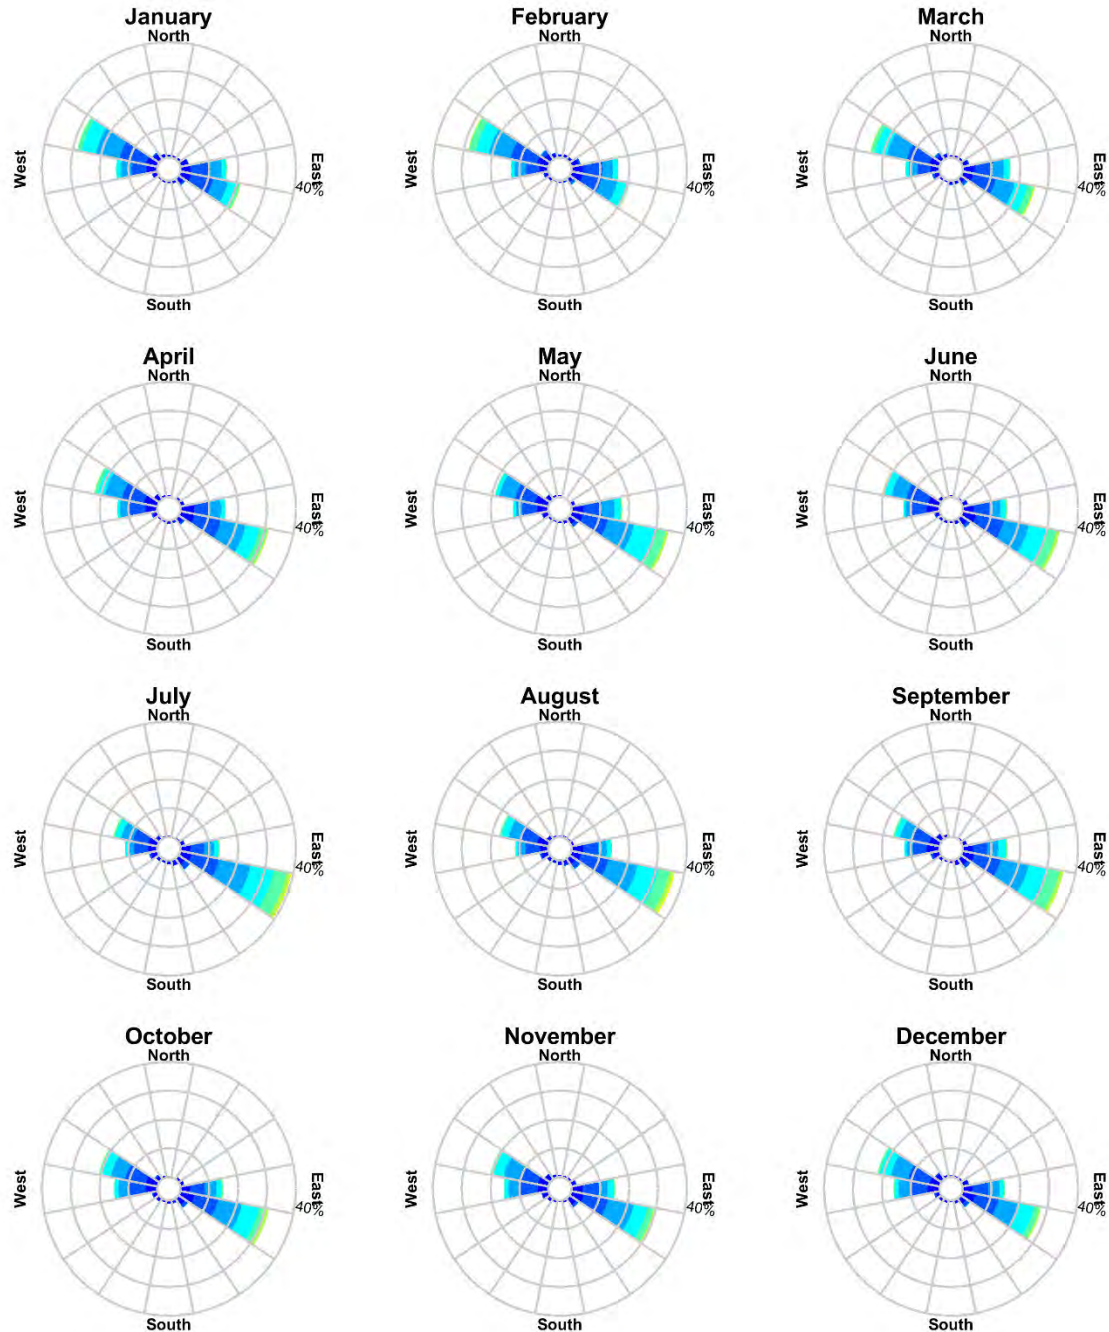 January
North
West
East
40%
South
February
North
West
East
40%
South
March
North
West
East
40%
South
April
North
West
East
40%
South
May
North
West
East
40%
South
June
North
West
East
40%
South
July
North
West
East
40%
South
August
North
West
East
40%
South
September
North
West
East
40%
South
October
North
West
East
40%
South
November
North
West
East
40%
South
December
North
West
East
40%
South